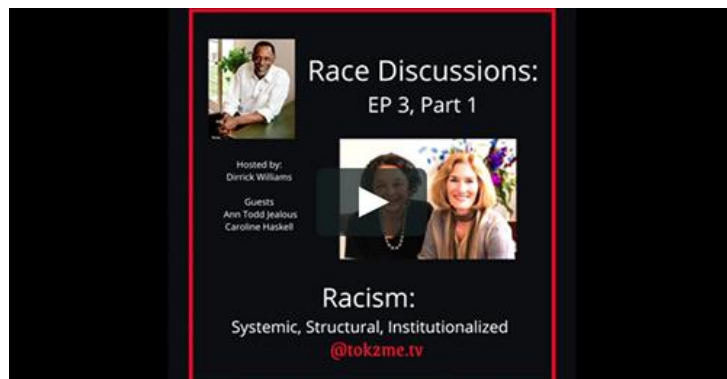 Race Discussions:
EP 3, Part 1
Hosted by:
Dirrick Williams
Guests
Ann Todd Jealous
Caroline Haskell
Racism:
Systemic, Structural, Institutionalized
@tok2me.tv